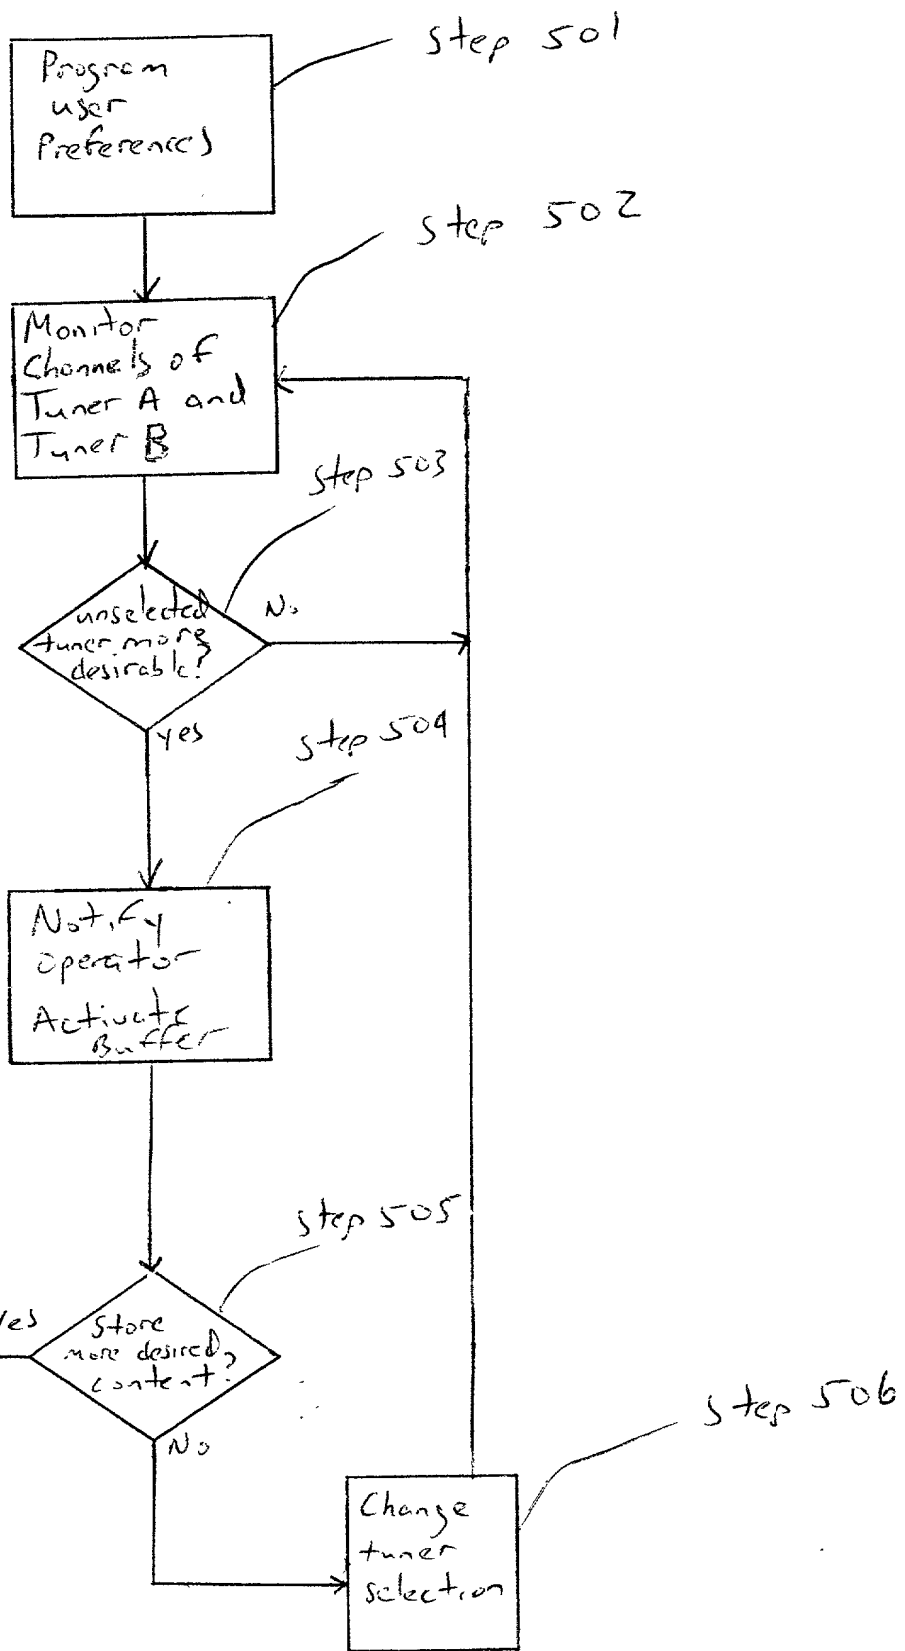 Step 501
Program
user
Preferences
Step 502
Monitor
Channels of
Tuner A and
Tuner B
Step 503
unselected
tuner more
desirable?
No
yes
Step 504
Notify
operator
Activate
Buffer
Step 505
Yes
Store
more desired
content?
No
Step 506
Change
tuner
selection